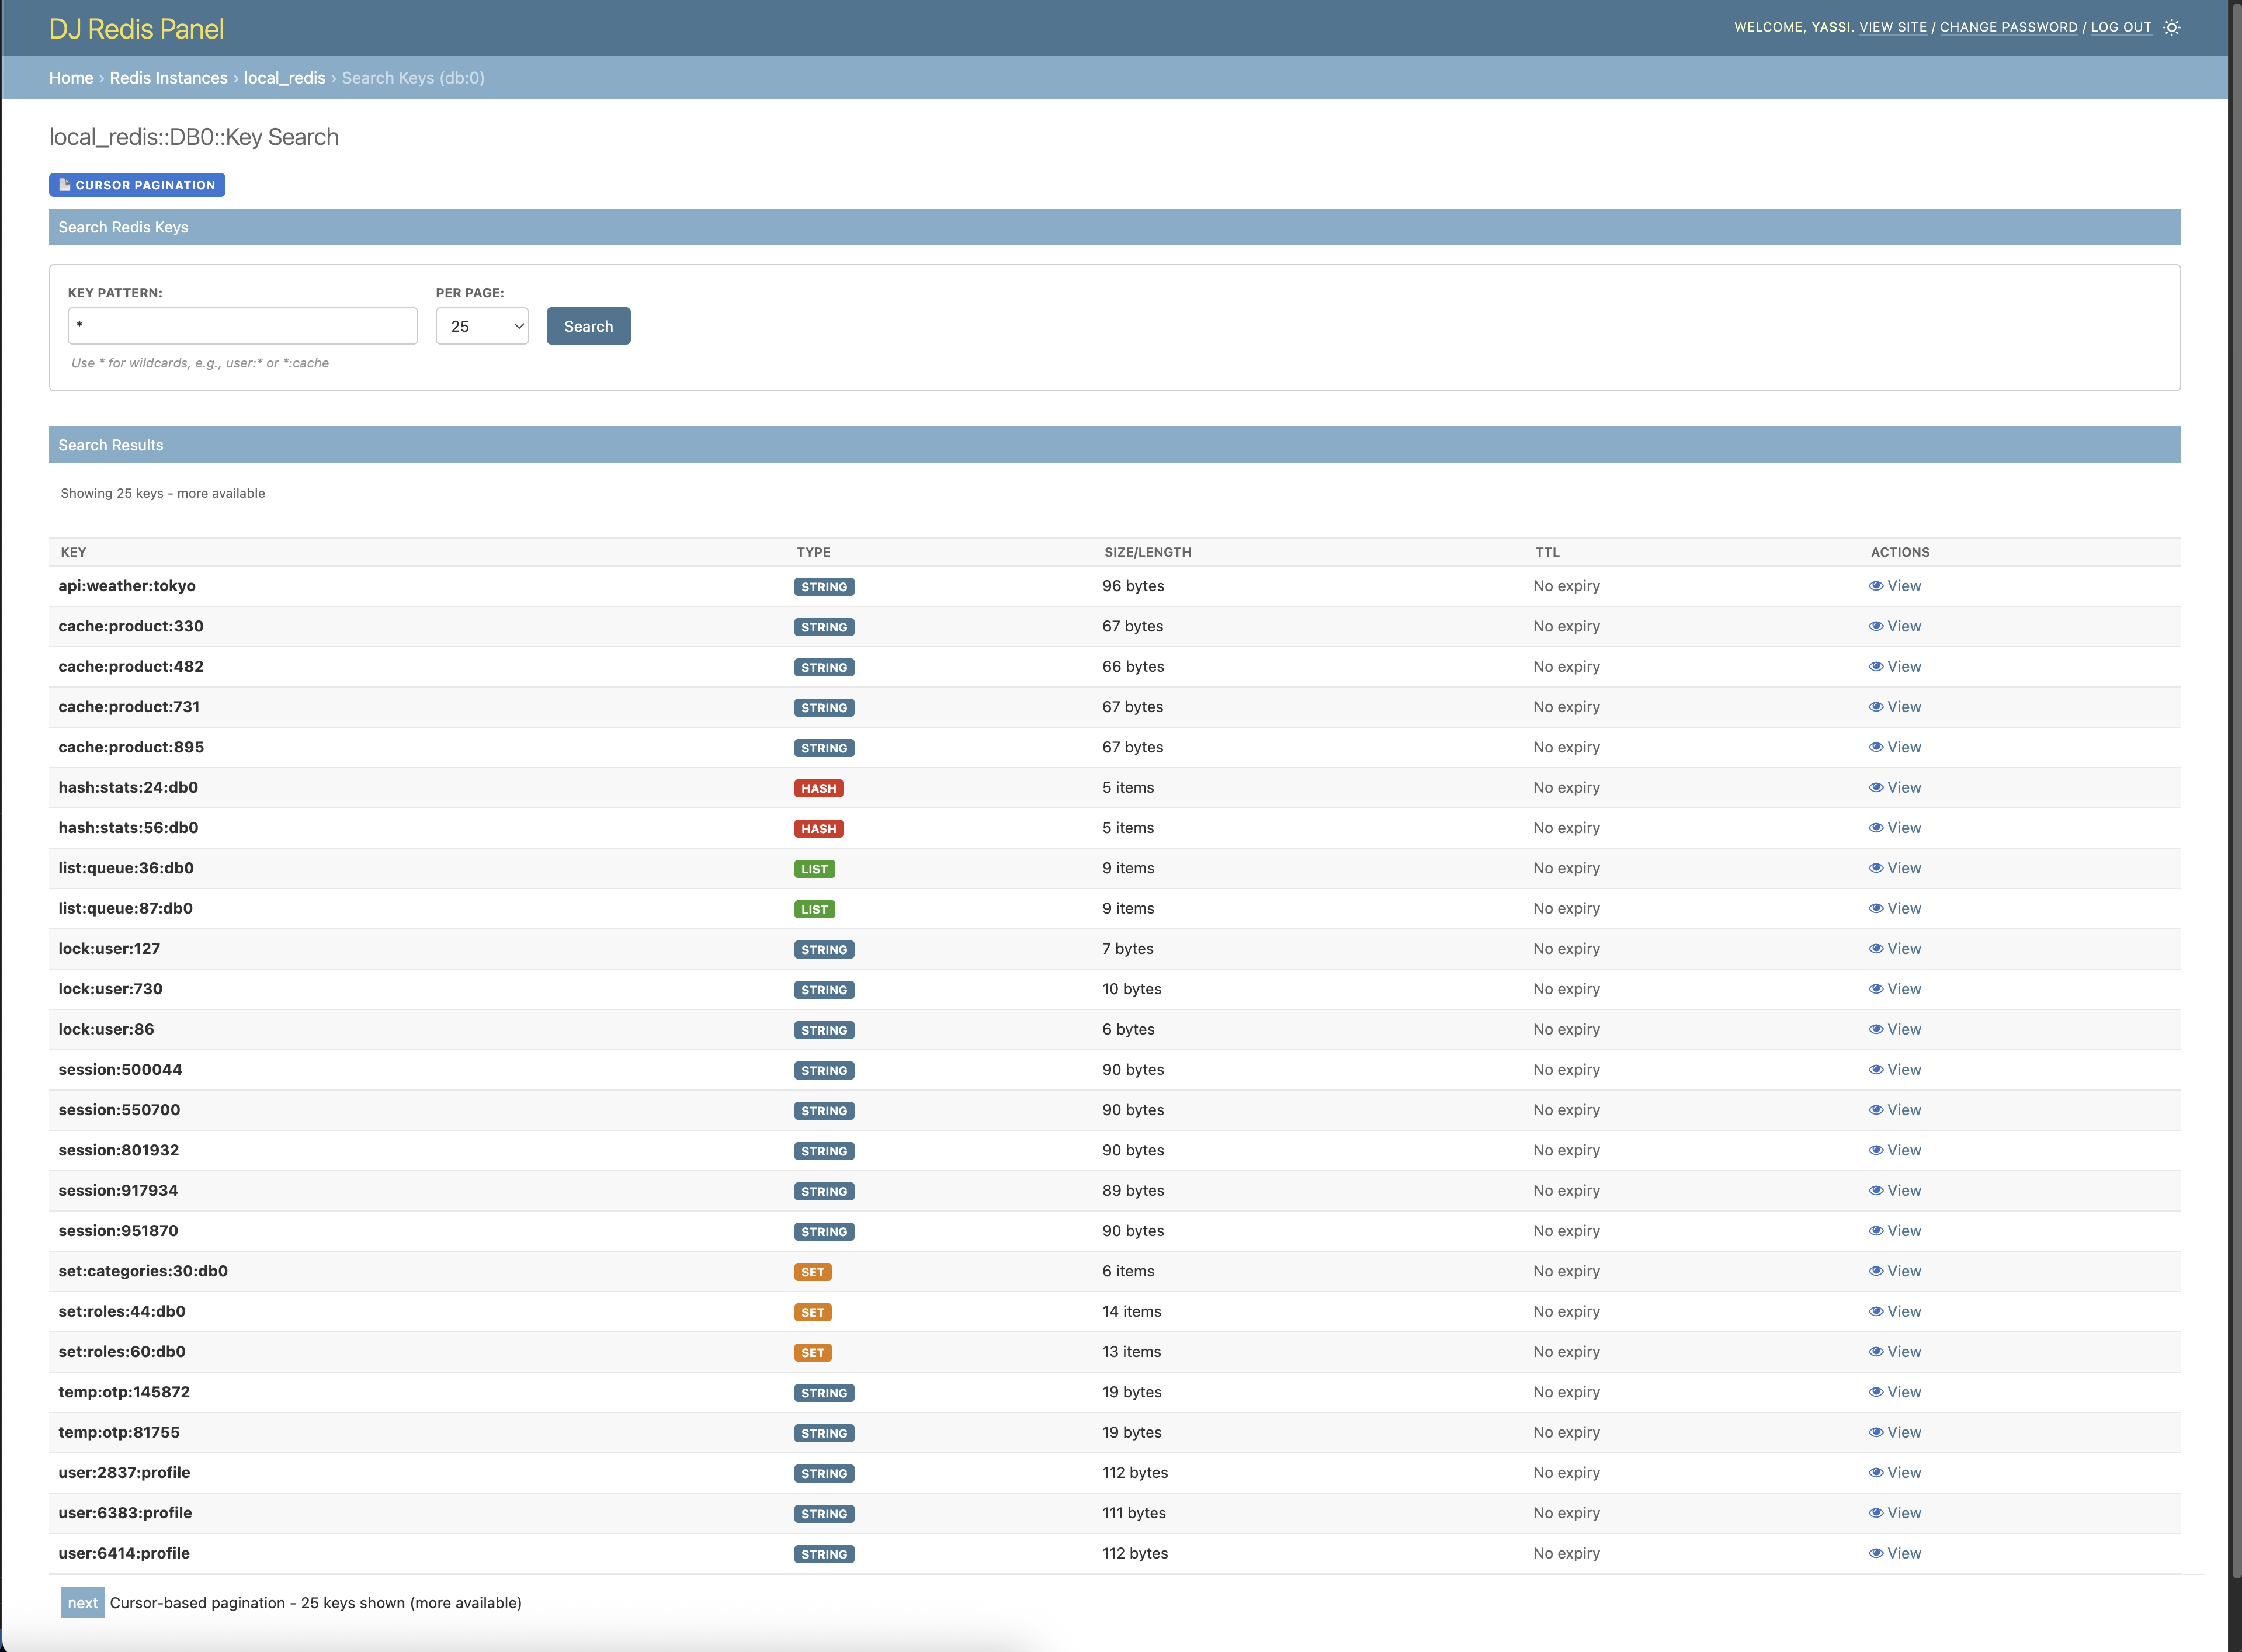 DJ Redis Panel
WELCOME, YASSI. VIEW SITE / CHANGE PASSWORD / LOG OUT
Home › Redis Instances › local_redis › Search Keys (db:0)
local_redis::DB0::Key Search
CURSOR PAGINATION
Search Redis Keys
KEY PATTERN: PER PAGE:
* 25 Search
Use * for wildcards, e.g., user:* or *:cache
Search Results
Showing 25 keys - more available
KEY TYPE SIZE/LENGTH TTL ACTIONS
api:weather:tokyo STRING 96 bytes No expiry View
cache:product:330 STRING 67 bytes No expiry View
cache:product:482 STRING 66 bytes No expiry View
cache:product:731 STRING 67 bytes No expiry View
cache:product:895 STRING 67 bytes No expiry View
hash:stats:24:db0 HASH 5 items No expiry View
hash:stats:56:db0 HASH 5 items No expiry View
list:queue:36:db0 LIST 9 items No expiry View
list:queue:87:db0 LIST 9 items No expiry View
lock:user:127 STRING 7 bytes No expiry View
lock:user:730 STRING 10 bytes No expiry View
lock:user:86 STRING 6 bytes No expiry View
session:500044 STRING 90 bytes No expiry View
session:550700 STRING 90 bytes No expiry View
session:801932 STRING 90 bytes No expiry View
session:917934 STRING 89 bytes No expiry View
session:951870 STRING 90 bytes No expiry View
set:categories:30:db0 SET 6 items No expiry View
set:roles:44:db0 SET 14 items No expiry View
set:roles:60:db0 SET 13 items No expiry View
temp:otp:145872 STRING 19 bytes No expiry View
temp:otp:81755 STRING 19 bytes No expiry View
user:2837:profile STRING 112 bytes No expiry View
user:6383:profile STRING 111 bytes No expiry View
user:6414:profile STRING 112 bytes No expiry View
next Cursor-based pagination - 25 keys shown (more available)